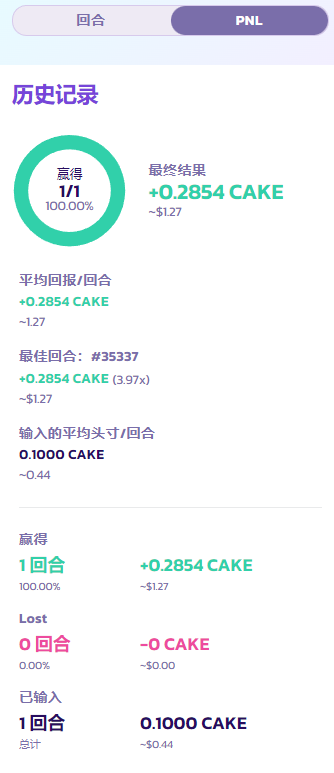 回合 PNL
历史记录
赢得
1/1
100.00%
最终结果
+0.2854 CAKE
~$1.27
平均回报/回合
+0.2854 CAKE
~1.27
最佳回合：#35337
+0.2854 CAKE (3.97x)
~$1.27
输入的平均头寸/回合
0.1000 CAKE
~0.44
赢得
1 回合 +0.2854 CAKE
100.00% ~$1.27
Lost
0 回合 -0 CAKE
0.00% ~$0.00
已输入
1 回合 0.1000 CAKE
总计 ~$0.44